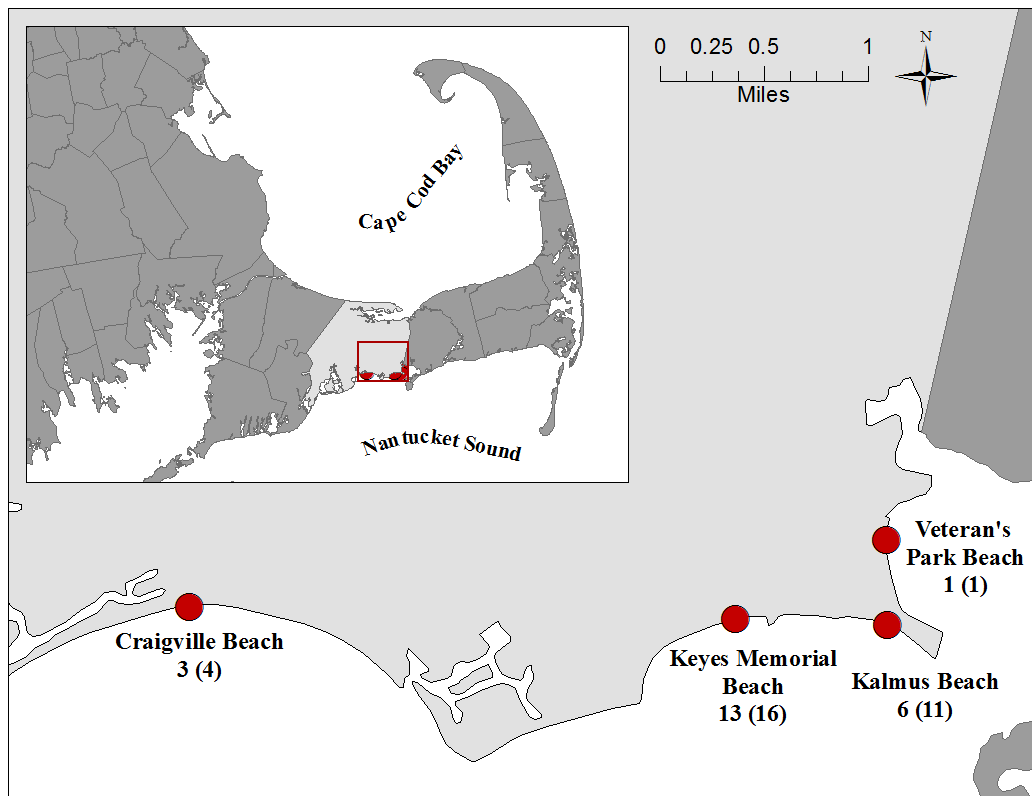 0 0.25 0.5 1
Miles
N
Cape Cod Bay
Nantucket Sound
Veteran's
Park Beach
1 (1)
Craigville Beach
3 (4)
Keyes Memorial
Beach
13 (16)
Kalmus Beach
6 (11)